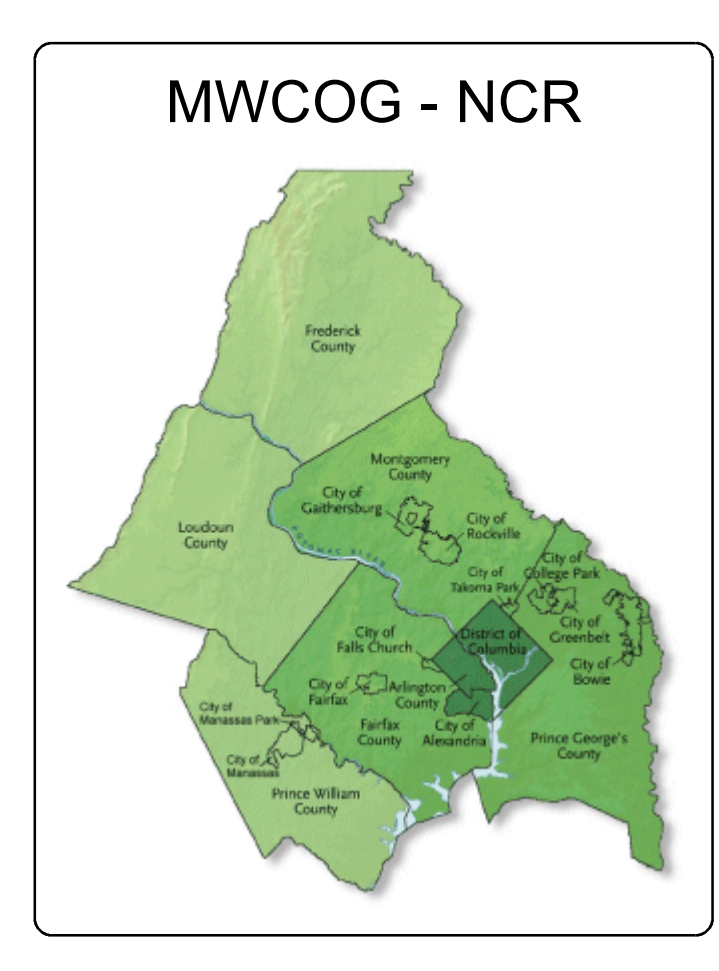 MWCOG - NCR
Frederick
County
Montgomery
County
City of
Gaithersburg
City of
Rockville
Loudoun
County
POTOMAC RIVER
City of
College Park
City of
Takoma Park
City of
Greenbelt
District of
Columbia
City of
Falls Church
City of
Bowie
City of
Fairfax
Arlington
County
City of
Manassas Park
Fairfax
County
City of
Alexandria
Prince George's
County
City of
Manassas
Prince William
County